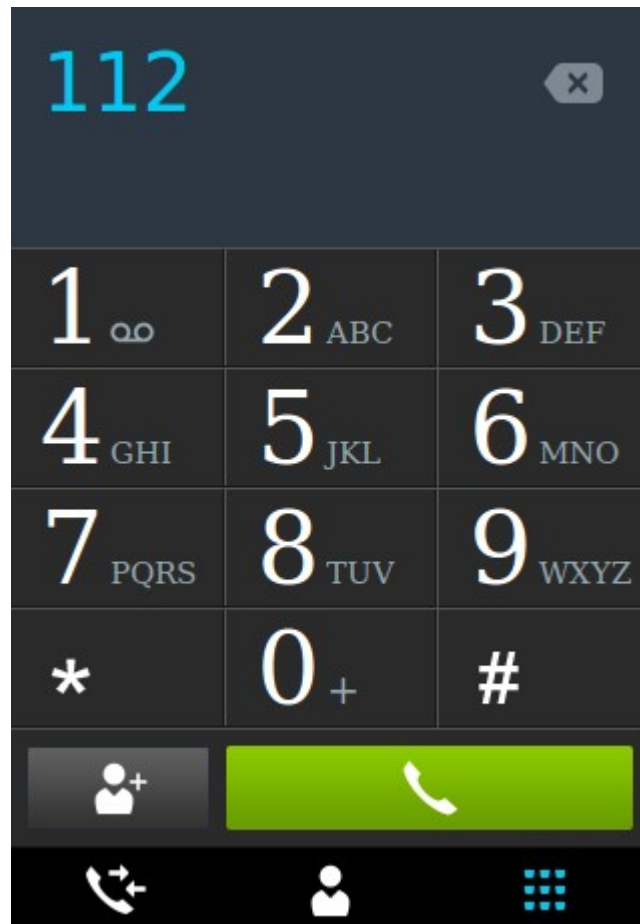 112
1 2 ABC 3 DEF
4 GHI 5 JKL 6 MNO
7 PQRS 8 TUV 9 WXYZ
* 0 + #